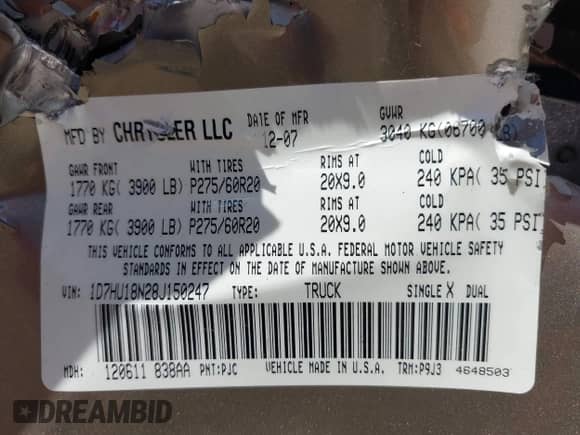 MFD BY CHRYSLER LLC DATE OF MFR GVWR
12-07 3040 KG(06700 LB)
GAWR FRONT WITH TIRES RIMS AT COLD
1770 KG( 3900 LB) P275/60R20 20X9.0 240 KPA( 35 PSI)
GAWR REAR WITH TIRES RIMS AT COLD
1770 KG( 3900 LB) P275/60R20 20X9.0 240 KPA( 35 PSI)
THIS VEHICLE CONFORMS TO ALL APPLICABLE U.S.A. FEDERAL MOTOR VEHICLE SAFETY
STANDARDS IN EFFECT ON THE DATE OF MANUFACTURE SHOWN ABOVE.
VIN: 1D7HU18N28J150247 TYPE: TRUCK SINGLE X DUAL
MDH: 120611 838AA PNT:PJC VEHICLE MADE IN U.S.A. TRM:P9J3 4648503
DREAMBID